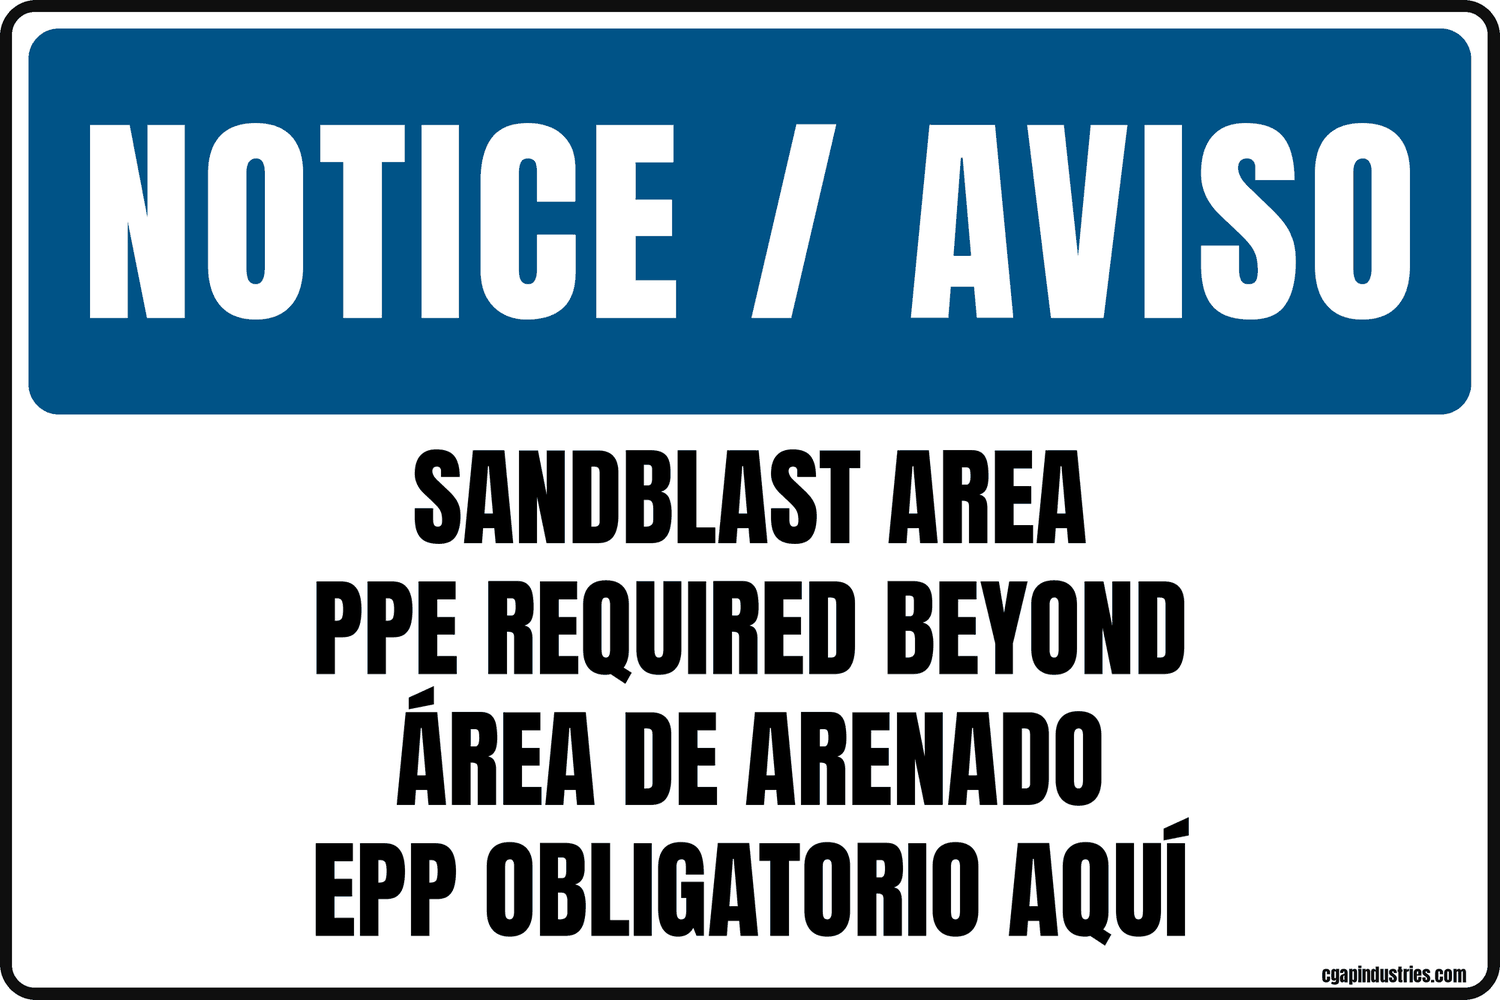 NOTICE / AVISO
SANDBLAST AREA
PPE REQUIRED BEYOND
ÁREA DE ARENADO
EPP OBLIGATORIO AQUÍ
cgapindustries.com